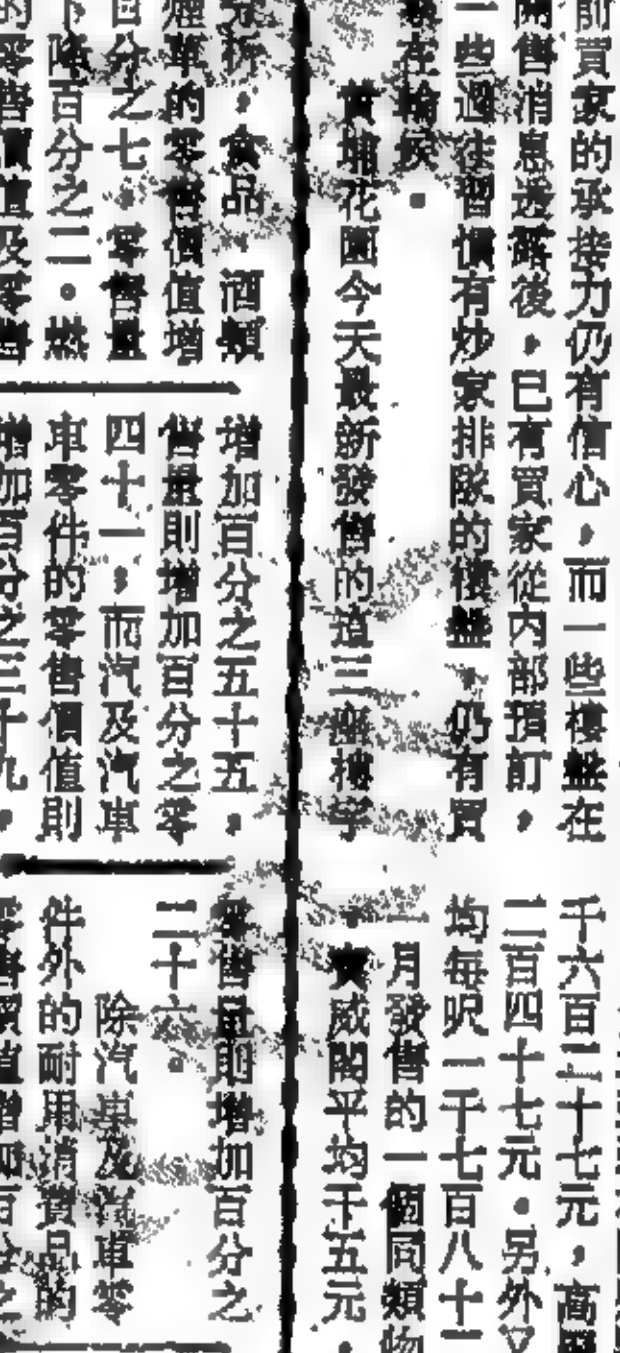 前買家的承接力仍有信心，而一些樓盤在
開售消息透露後，已有買家從內部預訂，
一些過往習慣有炒家排隊的樓盤，仍有買
在輪侯。
黃埔花園今天最新發售的這三幢樓宇
千六百二十七元，高
二百四十七元。另外又
均每呎一千七百八十一
一月發售的一個同類物
威閣平均千五元，
析，食品、酒類
煙草的零售價值增
百分之七。零售量
下降百分之二。燃
的零售價值及零售
增加百分之五十五，
售量則增加百分之零
四十一，而汽及汽車
車零件的零售價值則
增加百分之三十九，
零售量則增加百分之
二十六。
除汽車及汽車零
件外的耐用消費品的
零售價值增加百分之